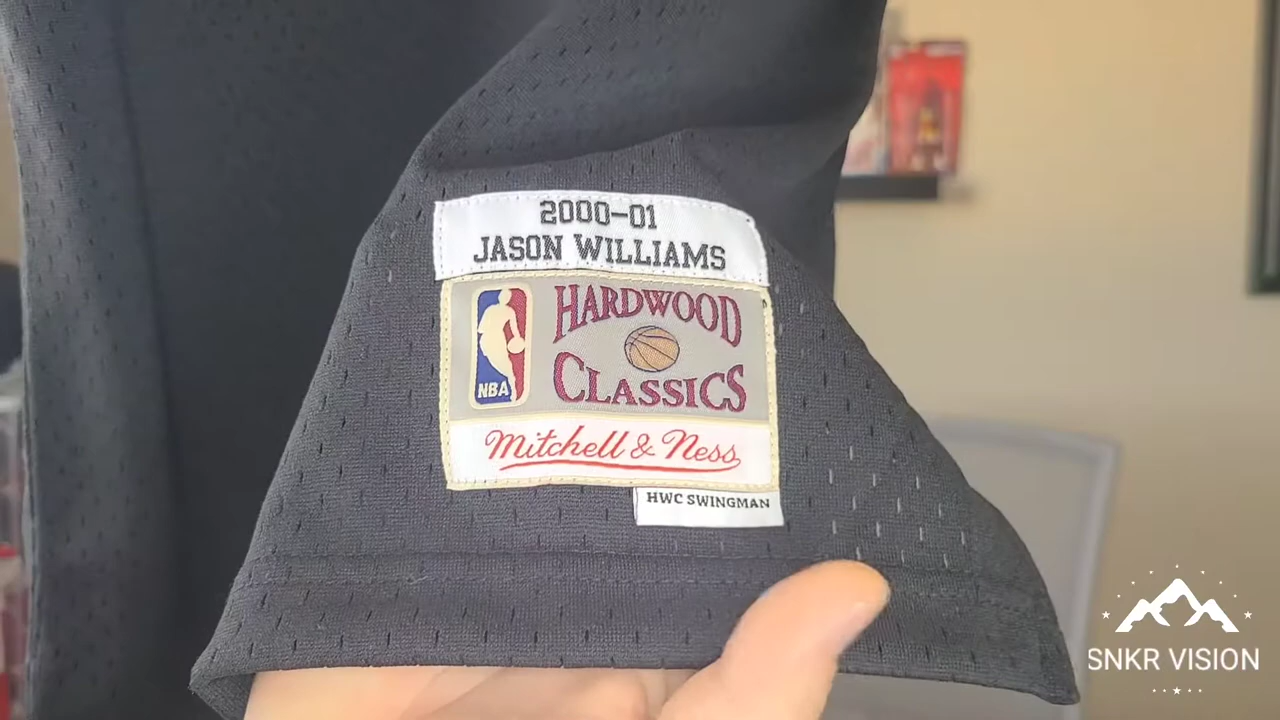 2000-01
JASON WILLIAMS
HARDWOOD
CLASSICS
NBA
Mitchell & Ness
HWC SWINGMAN
SNKR VISION